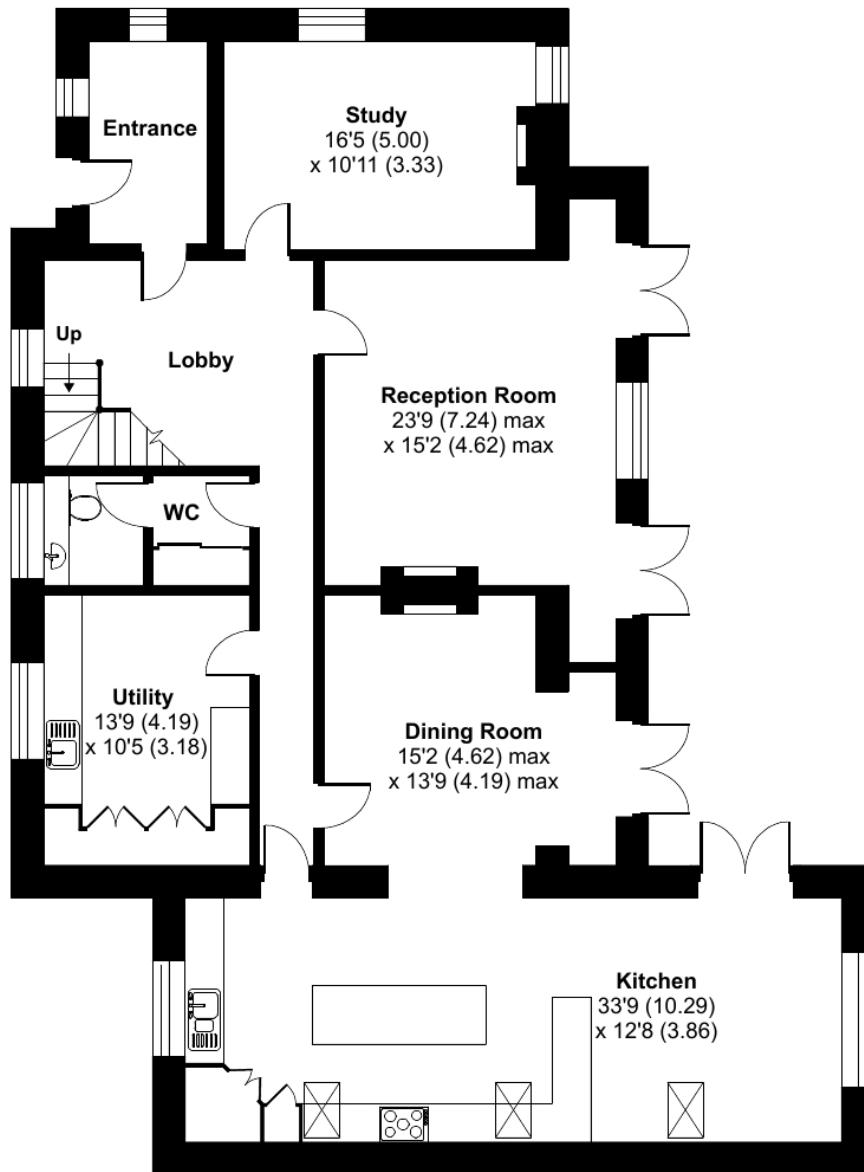 Entrance
Study
16'5 (5.00)
x 10'11 (3.33)
Up
Lobby
Reception Room
23'9 (7.24) max
x 15'2 (4.62) max
WC
Utility
13'9 (4.19)
x 10'5 (3.18)
Dining Room
15'2 (4.62) max
x 13'9 (4.19) max
Kitchen
33'9 (10.29)
x 12'8 (3.86)